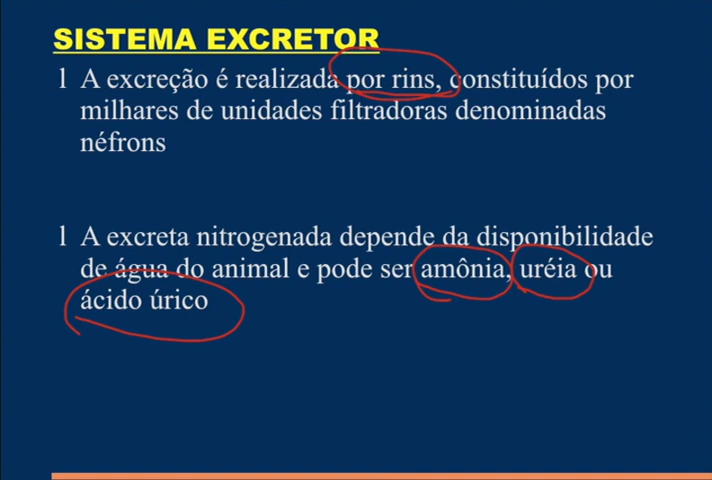 SISTEMA EXCRETOR
l A excreção é realizada por rins, constituídos por
milhares de unidades filtradoras denominadas
néfrons
l A excreta nitrogenada depende da disponibilidade
de água do animal e pode ser amônia, uréia ou
ácido úrico